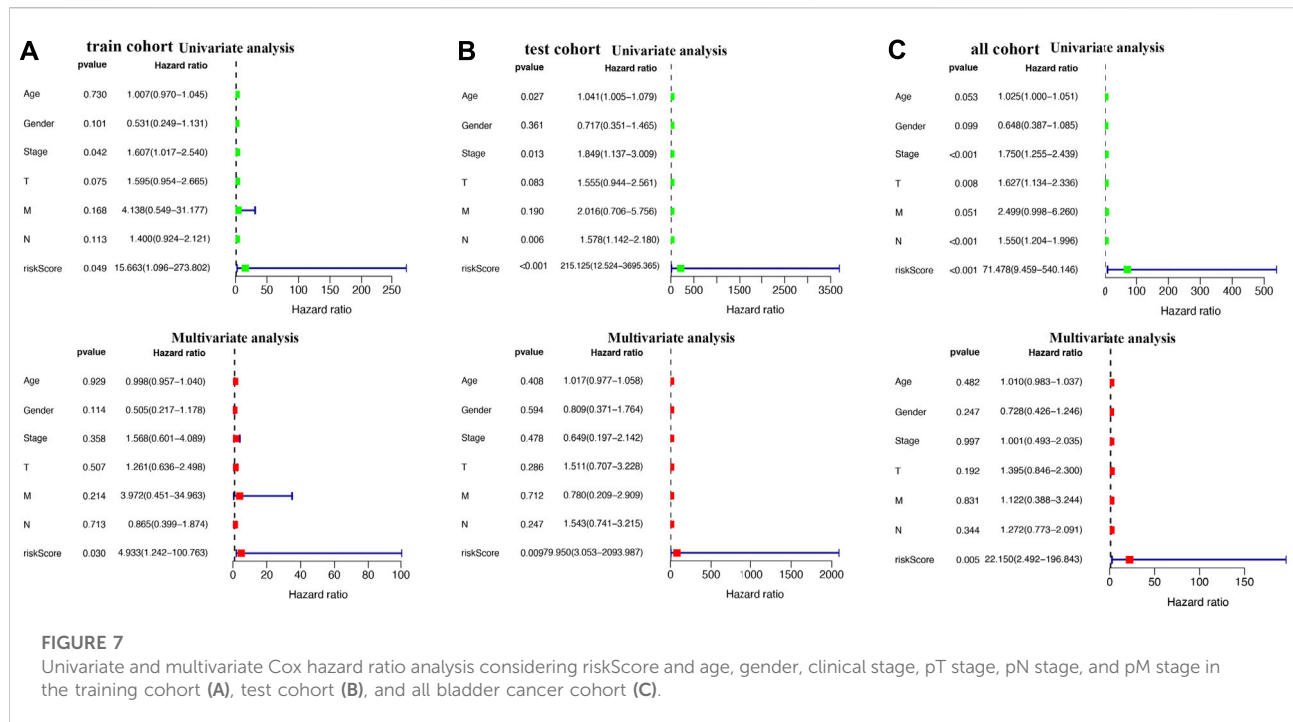 A train cohort Univariate analysis
pvalue Hazard ratio
Age 0.730 1.007(0.970−1.045)
Gender 0.101 0.531(0.249−1.131)
Stage 0.042 1.607(1.017−2.540)
T 0.075 1.595(0.954−2.665)
M 0.168 4.138(0.549−31.177)
N 0.113 1.400(0.924−2.121)
riskScore 0.049 15.663(1.096−273.802)
0 50 100 150 200 250
Hazard ratio
Multivariate analysis
pvalue Hazard ratio
Age 0.929 0.998(0.957−1.040)
Gender 0.114 0.505(0.217−1.178)
Stage 0.358 1.568(0.601−4.089)
T 0.507 1.261(0.636−2.498)
M 0.214 3.972(0.451−34.963)
N 0.713 0.865(0.399−1.874)
riskScore 0.030 4.933(1.242−100.763)
0 20 40 60 80 100
Hazard ratio
B test cohort Univariate analysis
pvalue Hazard ratio
Age 0.027 1.041(1.005−1.079)
Gender 0.361 0.717(0.351−1.465)
Stage 0.013 1.849(1.137−3.009)
T 0.083 1.555(0.944−2.561)
M 0.190 2.016(0.706−5.756)
N 0.006 1.578(1.142−2.180)
riskScore <0.001 215.125(12.524−3695.365)
0 500 1500 2500 3500
Hazard ratio
Multivariate analysis
pvalue Hazard ratio
Age 0.408 1.017(0.977−1.058)
Gender 0.594 0.809(0.371−1.764)
Stage 0.478 0.649(0.197−2.142)
T 0.286 1.511(0.707−3.228)
M 0.712 0.780(0.209−2.909)
N 0.247 1.543(0.741−3.215)
riskScore 0.00979.950(3.053−2093.987)
0 500 1000 1500 2000
Hazard ratio
C all cohort Univariate analysis
pvalue Hazard ratio
Age 0.053 1.025(1.000−1.051)
Gender 0.099 0.648(0.387−1.085)
Stage <0.001 1.750(1.255−2.439)
T 0.008 1.627(1.134−2.336)
M 0.051 2.499(0.998−6.260)
N <0.001 1.550(1.204−1.996)
riskScore <0.001 71.478(9.459−540.146)
0 100 200 300 400 500
Hazard ratio
Multivariate analysis
pvalue Hazard ratio
Age 0.482 1.010(0.983−1.037)
Gender 0.247 0.728(0.426−1.246)
Stage 0.997 1.001(0.493−2.035)
T 0.192 1.395(0.846−2.300)
M 0.831 1.122(0.388−3.244)
N 0.344 1.272(0.773−2.091)
riskScore 0.005 22.150(2.492−196.843)
0 50 100 150
Hazard ratio
FIGURE 7
Univariate and multivariate Cox hazard ratio analysis considering riskScore and age, gender, clinical stage, pT stage, pN stage, and pM stage in
the training cohort (A), test cohort (B), and all bladder cancer cohort (C).